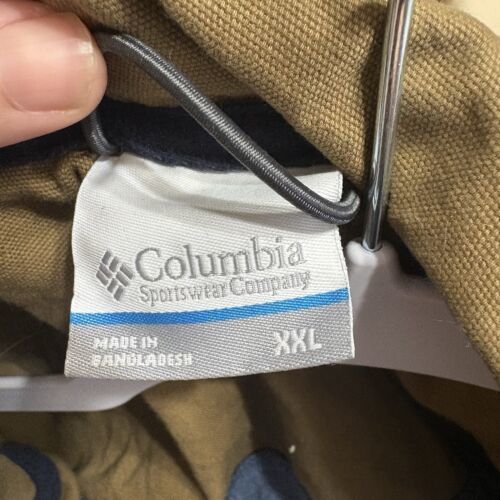 Columbia
Sportswear Company
MADE IN
BANGLADESH
XXL